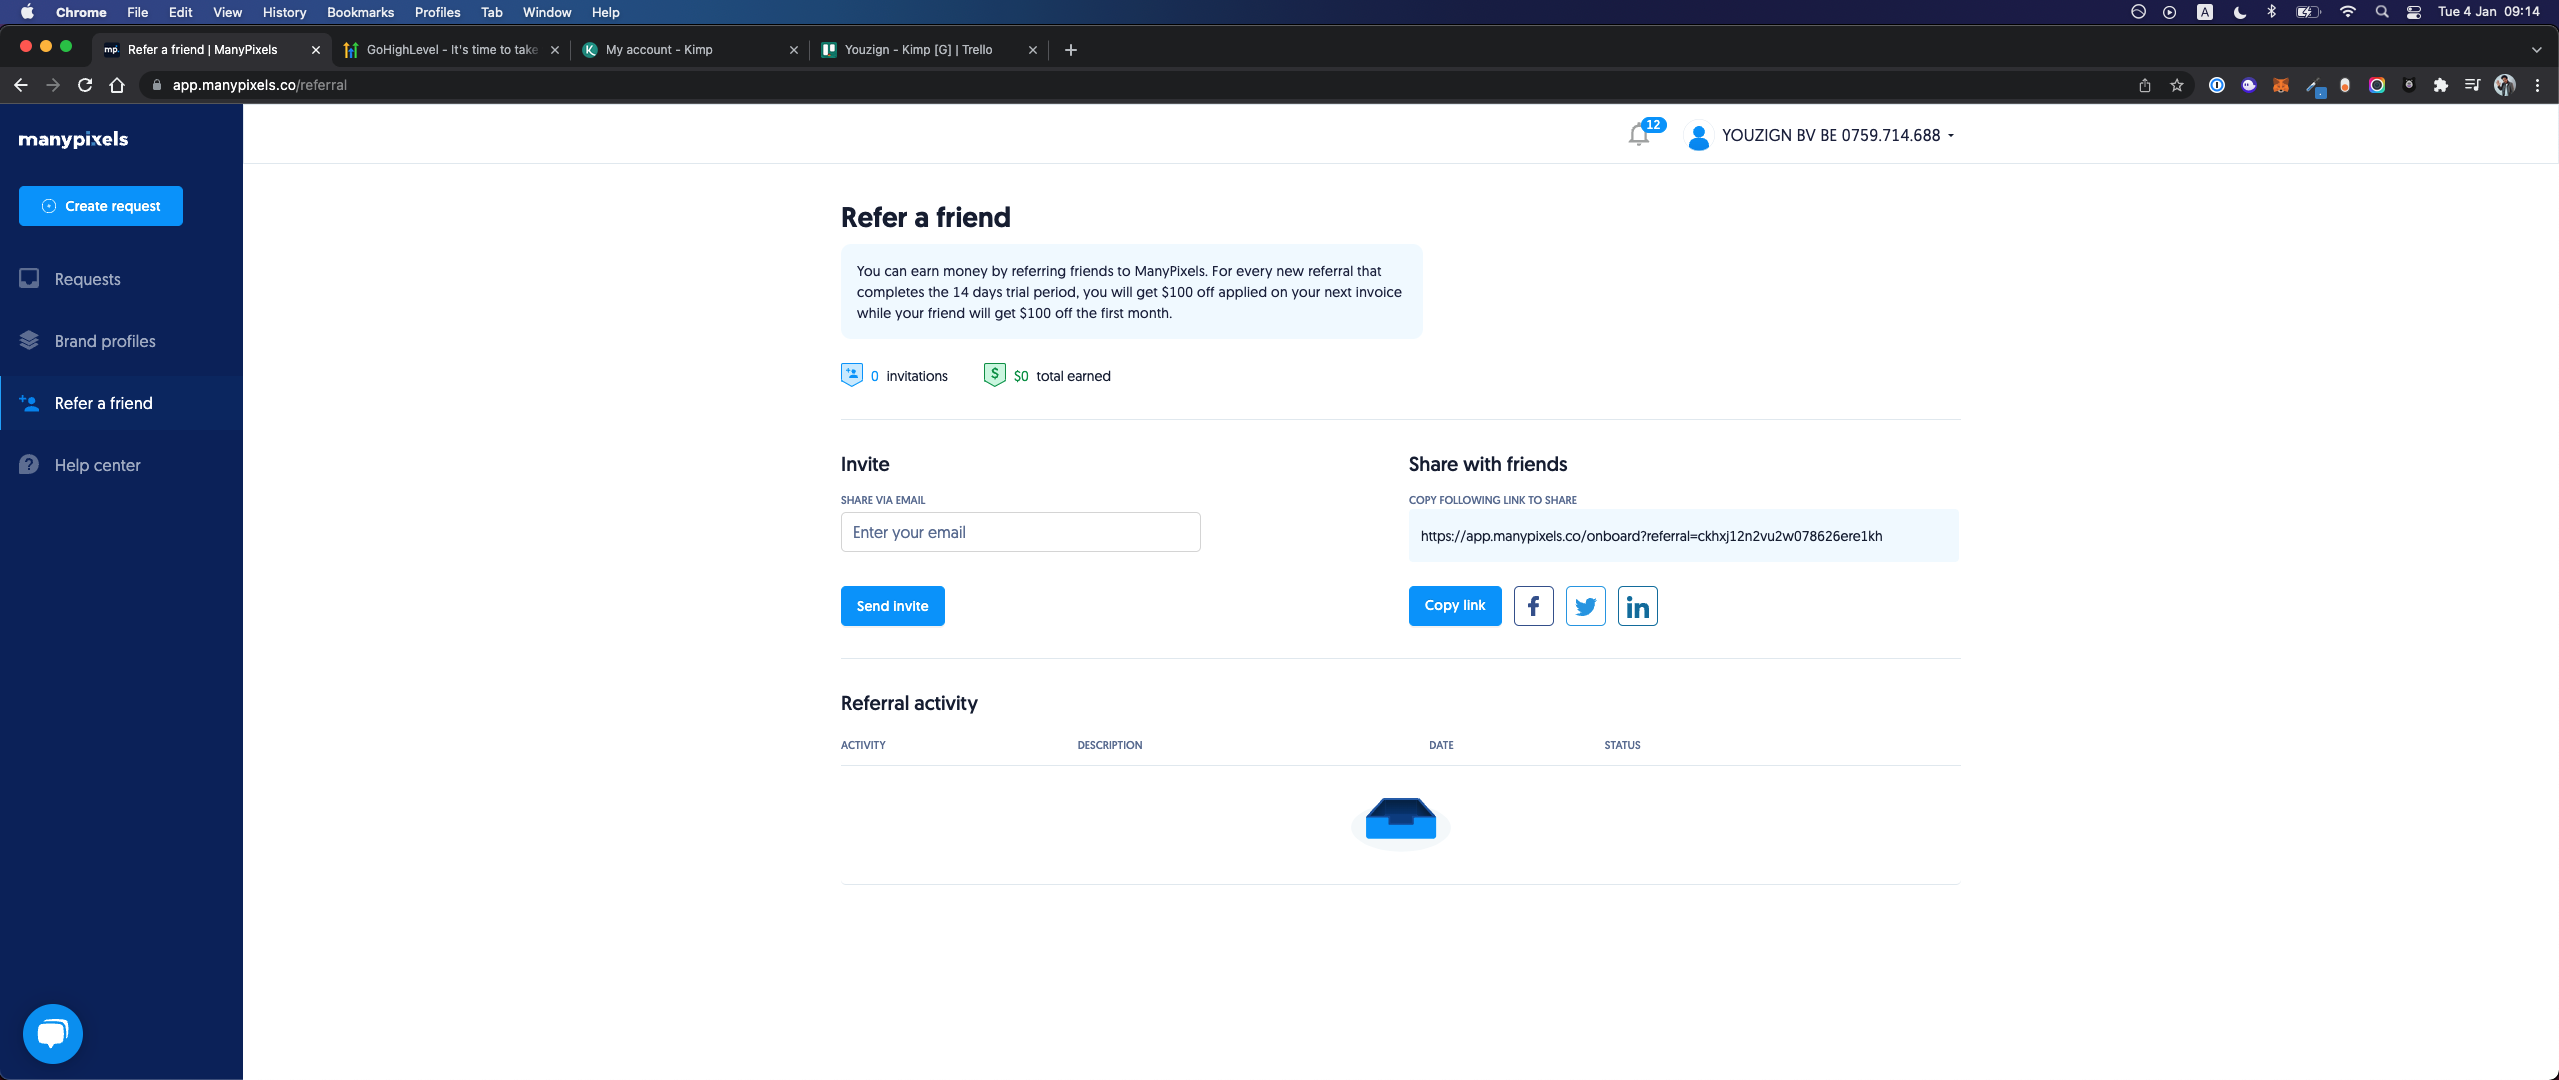 Chrome File Edit View History Bookmarks Profiles Tab Window Help
A
Tue 4 Jan 09:14
mp. Refer a friend | ManyPixels
GoHighLevel - It's time to take
K My account - Kimp
Youzign - Kimp [G] | Trello
app.manypixels.co/referral
manypixels
12
YOUZIGN BV BE 0759.714.688
Create request
Requests
Brand profiles
Refer a friend
Help center
Refer a friend
You can earn money by referring friends to ManyPixels. For every new referral that
completes the 14 days trial period, you will get $100 off applied on your next invoice
while your friend will get $100 off the first month.
0 invitations
$ $0 total earned
Invite
SHARE VIA EMAIL
Enter your email
Send invite
Share with friends
COPY FOLLOWING LINK TO SHARE
https://app.manypixels.co/onboard?referral=ckhxj12n2vu2w078626ere1kh
Copy link
f
in
Referral activity
ACTIVITY DESCRIPTION DATE STATUS